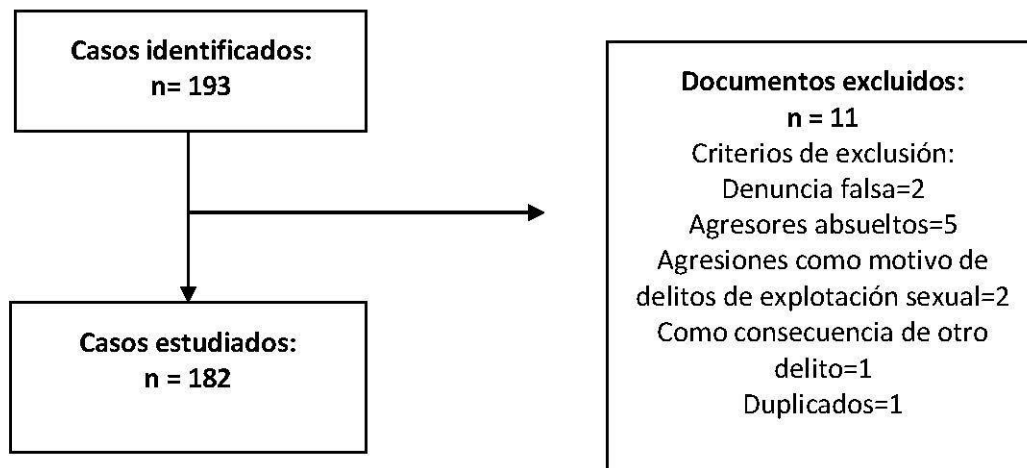 Casos identificados:
n= 193
Documentos excluidos:
n = 11
Criterios de exclusión:
Denuncia falsa=2
Agresores absueltos=5
Agresiones como motivo de
delitos de explotación sexual=2
Como consecuencia de otro
delito=1
Duplicados=1
Casos estudiados:
n = 182